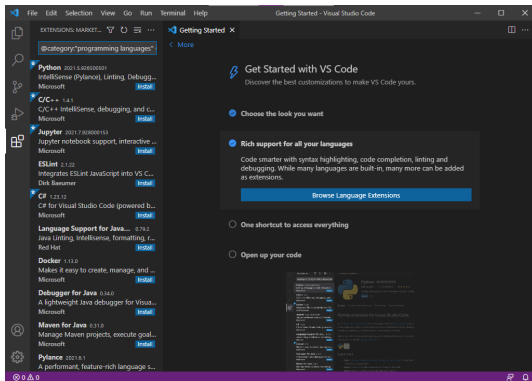 File Edit Selection View Go Run Terminal Help Getting Started - Visual Studio Code
EXTENSIONS: MARKET...
@category:"programming languages"
Python 2021.5.926500501
IntelliSense (Pylance), Linting, Debugg...
Microsoft Install
C/C++ 1.4.1
C/C++ IntelliSense, debugging, and c...
Microsoft Install
Jupyter 2021.7.928000153
Jupyter notebook support, interactive ...
Microsoft Install
ESLint 2.1.22
Integrates ESLint JavaScript into VS C...
Dirk Baeumer Install
C# 1.23.12
C# for Visual Studio Code (powered b...
Microsoft Install
Language Support for Java... 0.79.2
Java Linting, Intellisense, formatting, r...
Red Hat Install
Docker 1.13.0
Makes it easy to create, manage, and ...
Microsoft Install
Debugger for Java 0.34.0
A lightweight Java debugger for Visua...
Microsoft Install
Maven for Java 0.31.0
Manage Maven projects, execute goal...
Microsoft Install
Pylance 2021.6.1
A performant, feature-rich language s...
Getting Started
More
Get Started with VS Code
Discover the best customizations to make VS Code yours.
Choose the look you want
Rich support for all your languages
Code smarter with syntax highlighting, code completion, linting and
debugging. While many languages are built-in, many more can be added
as extensions.
Browse Language Extensions
One shortcut to access everything
Open up your code
0 0